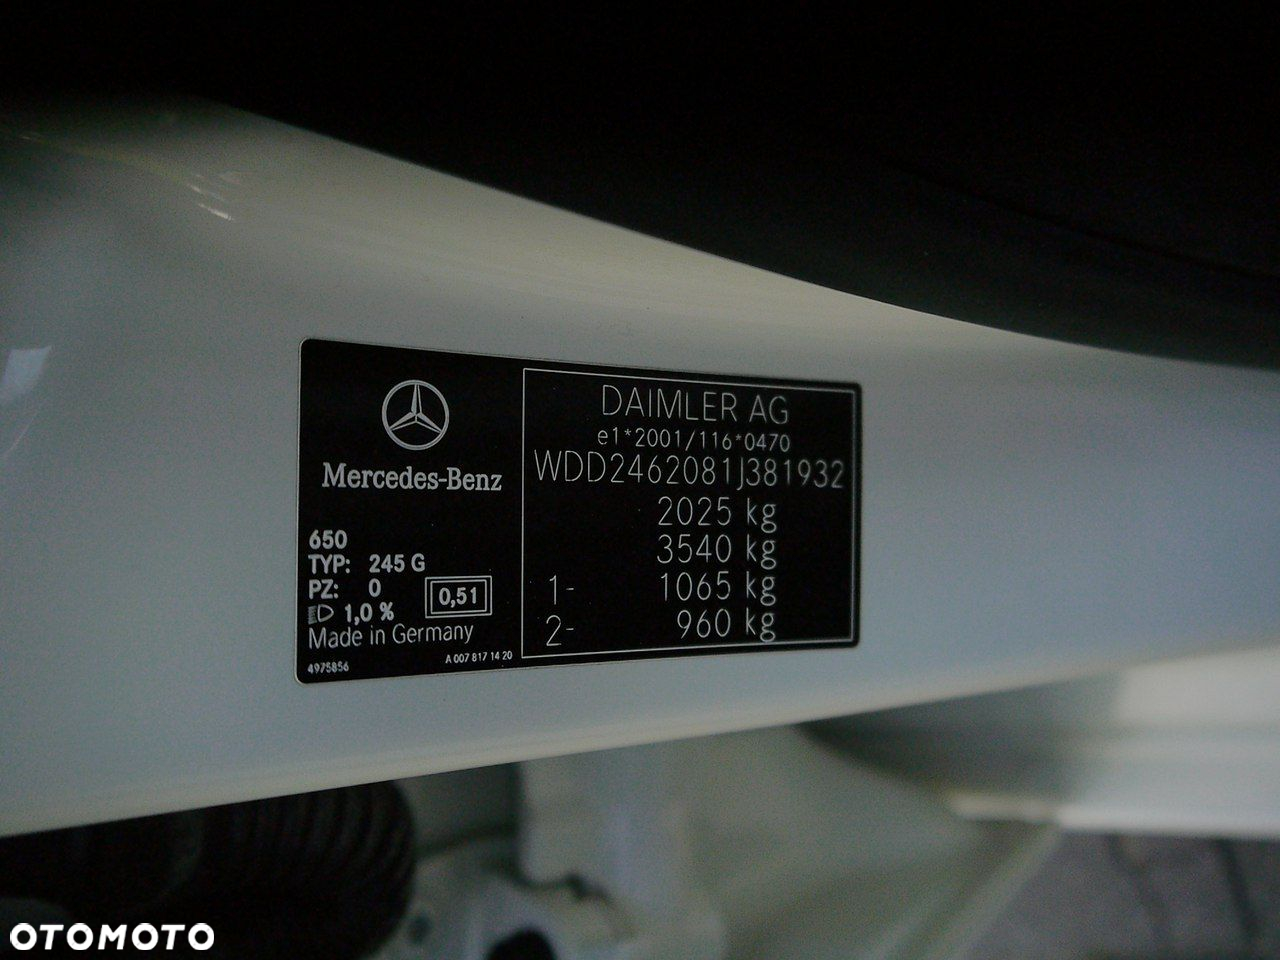 Mercedes-Benz
650
TYP: 245 G
PZ: 0
1,0 %
0,51
Made in Germany
4975856
A 007 817 14 20
DAIMLER AG
e1*2001/116*0470
WDD2462081J381932
2025 kg
3540 kg
1- 1065 kg
2- 960 kg
OTOMOTO